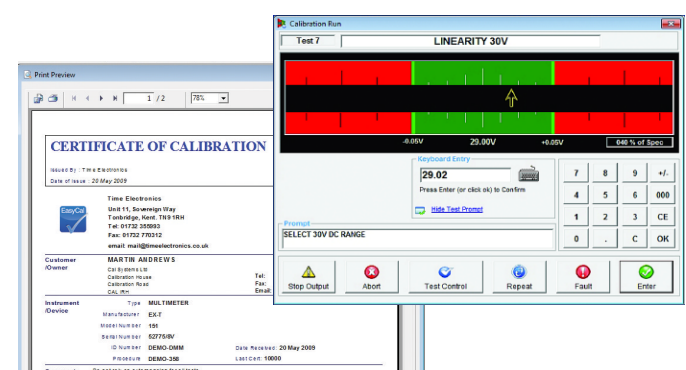 Calibration Run
Test 7
LINEARITY 30V
-0.05V
29.00V
+0.05V
040 % of Spec
Keyboard Entry
29.02
Press Enter (or click ok) to Confirm
Hide Test Prompt
Prompt
SELECT 30V DC RANGE
7 8 9 +/-
4 5 6 000
1 2 3 CE
0 . C OK
Stop Output
Abort
Test Control
Repeat
Fault
Enter
Print Preview
1 / 2
78%
CERTIFICATE OF CALIBRATION
Issued By : Time Electronics
Date of Issue : 20 May 2009
EasyCal
Time Electronics
Unit 11, Sovereign Way
Tonbridge, Kent. TN9 1RH
Tel: 01732 355993
Fax: 01732 770312
email mail@timeelectronics.co.uk
Customer
/Owner
MARTIN ANDREWS
Cal Systems Ltd
Calibration House
Calibration Road
CAL IRH
Tel:
Fax:
Email:
Instrument
/Device
Type MULTIMETER
Manufacturer EX-T
Model Number 151
Serial Number 52775/8V
ID Number DEMO-DMM
Date Received: 20 May 2009
Procedure DEMO-358
Last Cert: 10000